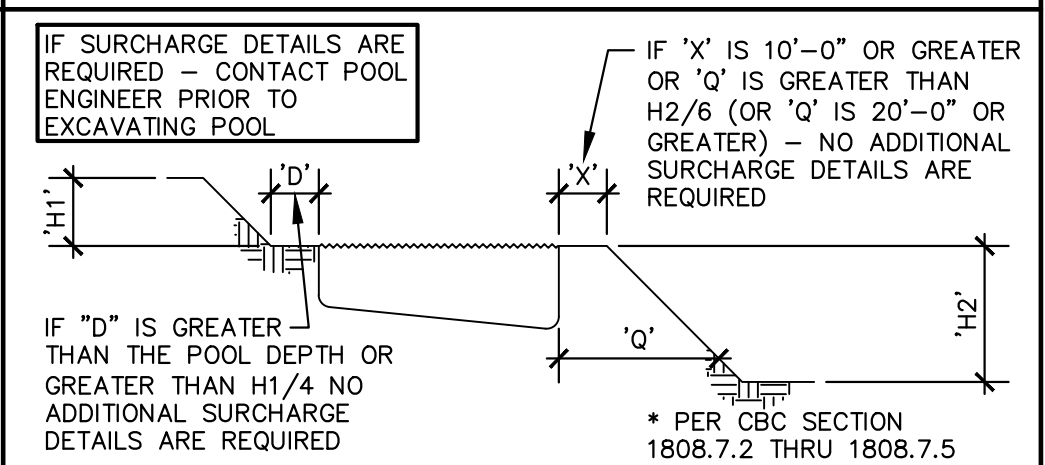 IF SURCHARGE DETAILS ARE
REQUIRED – CONTACT POOL
ENGINEER PRIOR TO
EXCAVATING POOL
IF 'X' IS 10'–0" OR GREATER
OR 'Q' IS GREATER THAN
H2/6 (OR 'Q' IS 20'–0" OR
GREATER) – NO ADDITIONAL
SURCHARGE DETAILS ARE
REQUIRED
'H1'
'D'
'X'
'Q'
'H2'
IF "D" IS GREATER
THAN THE POOL DEPTH OR
GREATER THAN H1/4 NO
ADDITIONAL SURCHARGE
DETAILS ARE REQUIRED
* PER CBC SECTION
1808.7.2 THRU 1808.7.5